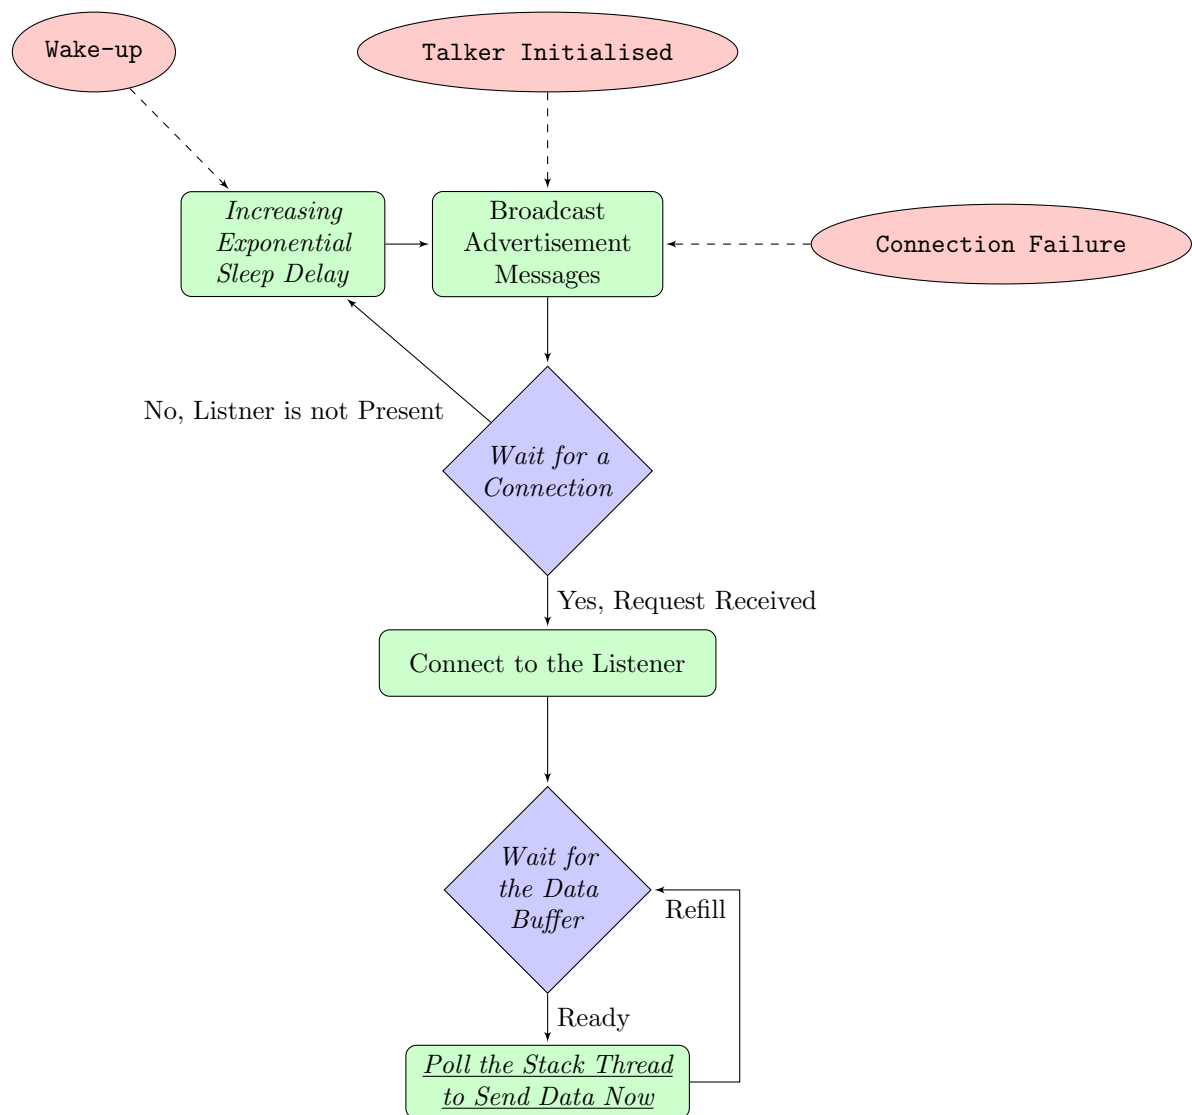 Wake-up
Talker Initialised
Increasing
Exponential
Sleep Delay
Broadcast
Advertisement
Messages
Connection Failure
No, Listner is not Present
Wait for a
Connection
Yes, Request Received
Connect to the Listener
Wait for
the Data
Buffer
Refill
Ready
Poll the Stack Thread
to Send Data Now